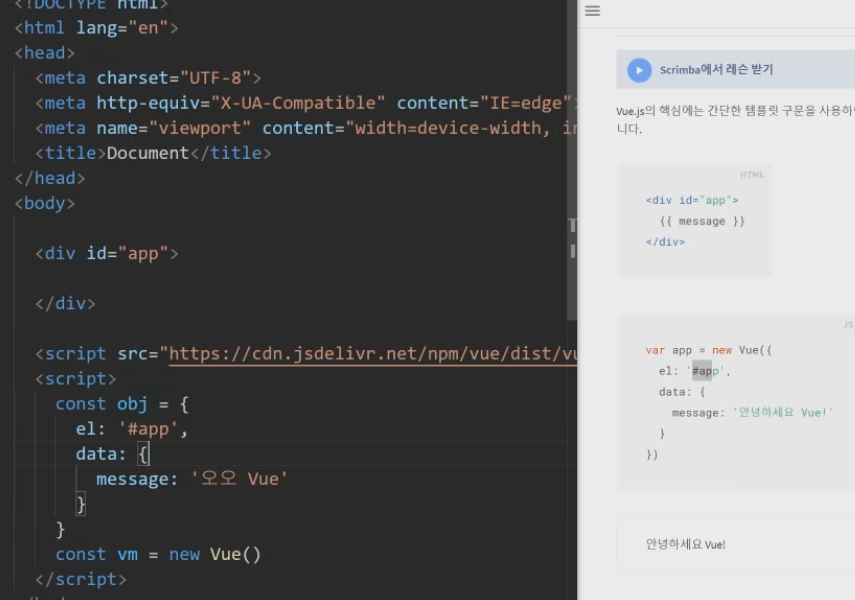 <!DOCTYPE html>
<html lang="en">
<head>
<meta charset="UTF-8">
<meta http-equiv="X-UA-Compatible" content="IE=edge">
<meta name="viewport" content="width=device-width,
<title>Document</title>
</head>
<body>
<div id="app">
</div>
<script src="https://cdn.jsdelivr.net/npm/vue/dist/
<script>
const obj = {
el: '#app',
data: {
message: '오오 Vue'
}
}
const vm = new Vue()
</script>
Scrimba에서 레슨 받기
Vue.js의 핵심에는 간단한 템플릿 구문을
니다.
HTML
<div id="app">
{{ message }}
</div>
JS
var app = new Vue({
el: '#app',
data: {
message: '안녕하세요 Vue!'
}
})
안녕하세요 Vue!